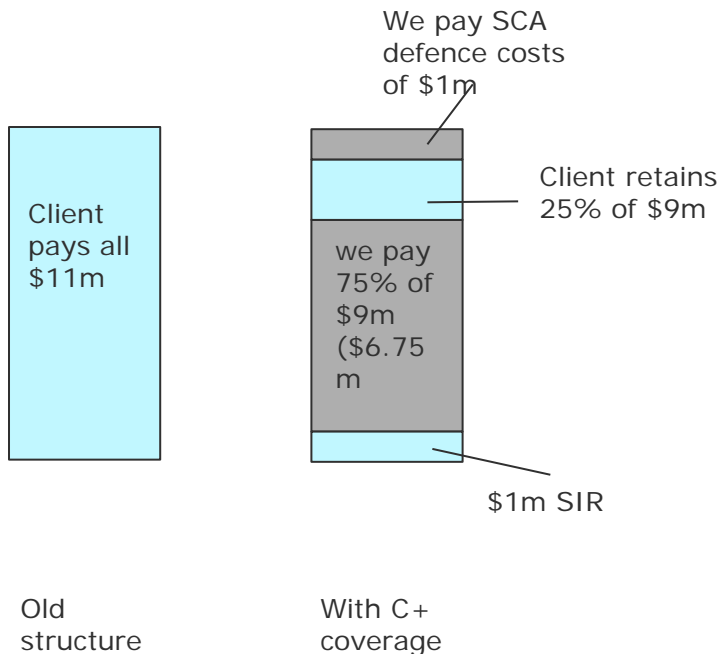 We pay SCA
defence costs
of $1m
Client retains
25% of $9m
Client
pays all
$11m
we pay
75% of
$9m
($6.75
m
$1m SIR
Old
structure
With C+
coverage